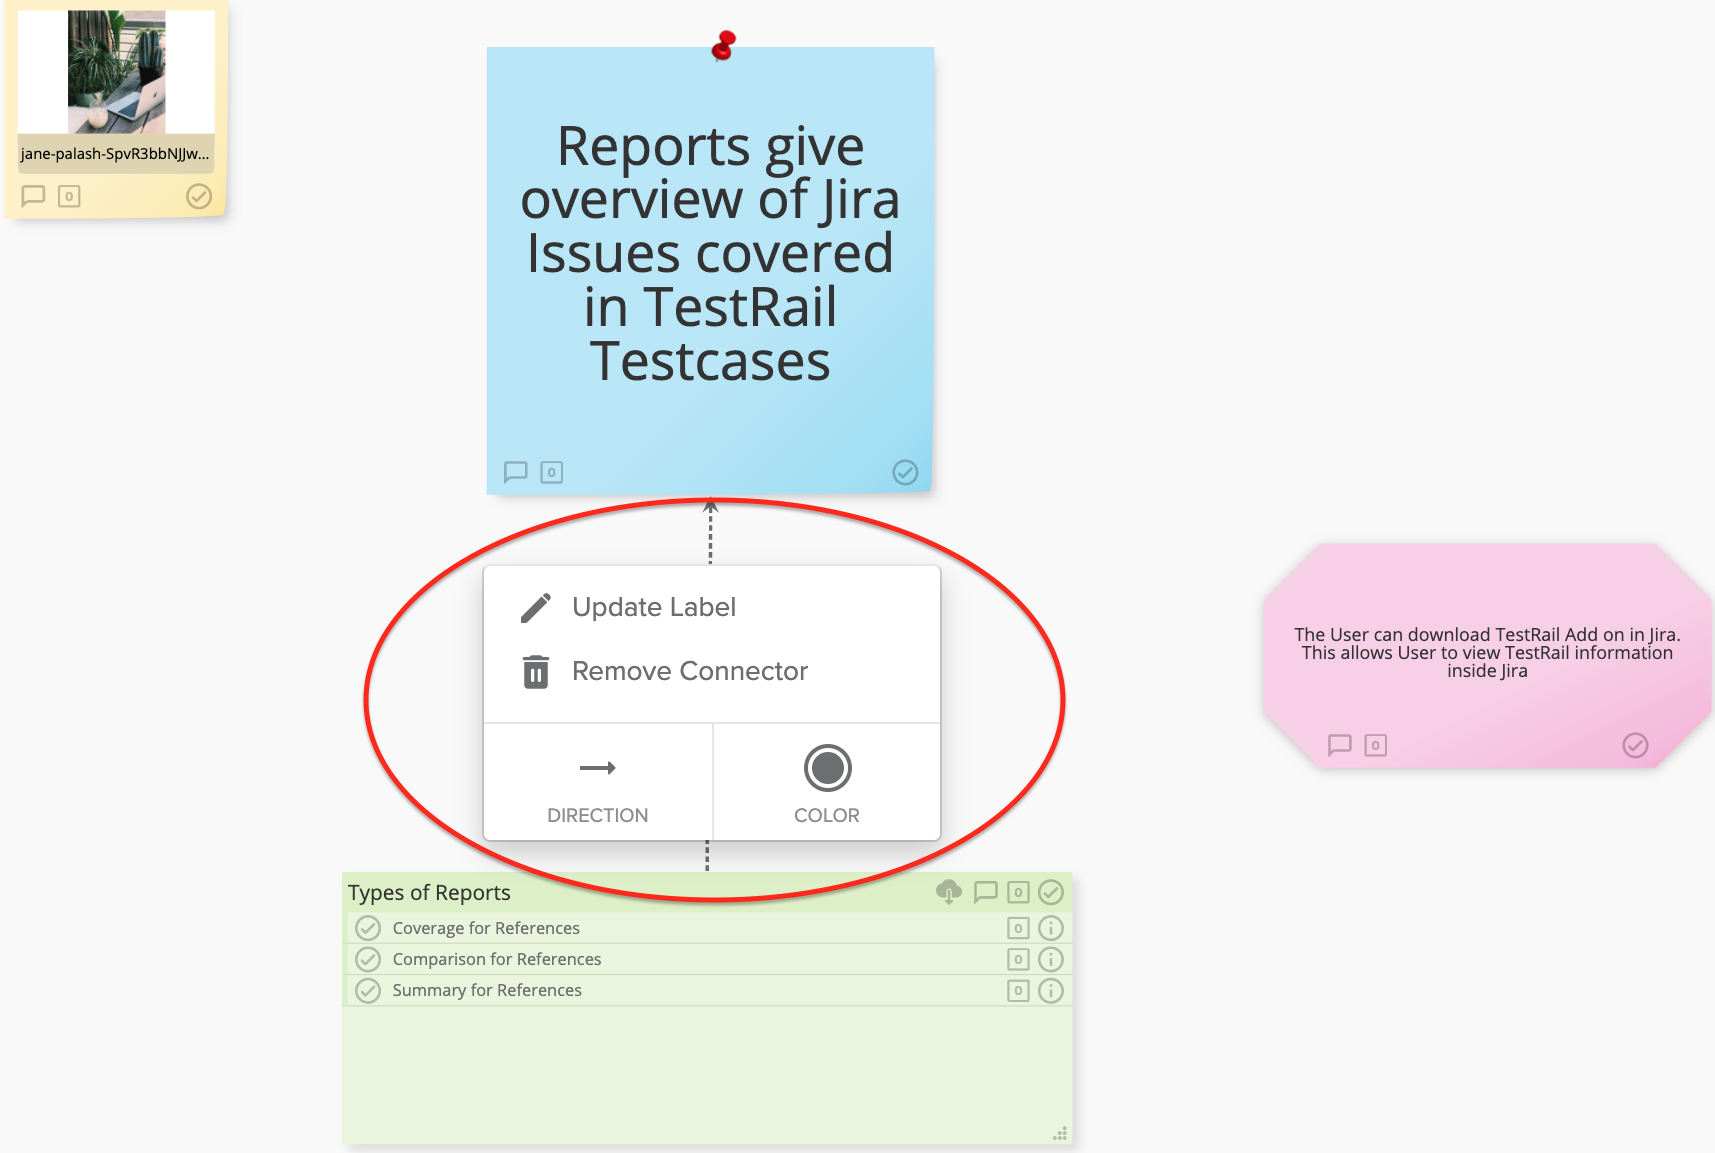 jane-palash-SpvR3bbNJJw...
0
Reports give
overview of Jira
Issues covered
in TestRail
Testcases
0
Update Label
Remove Connector
DIRECTION
COLOR
The User can download TestRail Add on in Jira.
This allows User to view TestRail information
inside Jira
0
Types of Reports
0
Coverage for References
0
Comparison for References
0
Summary for References
0